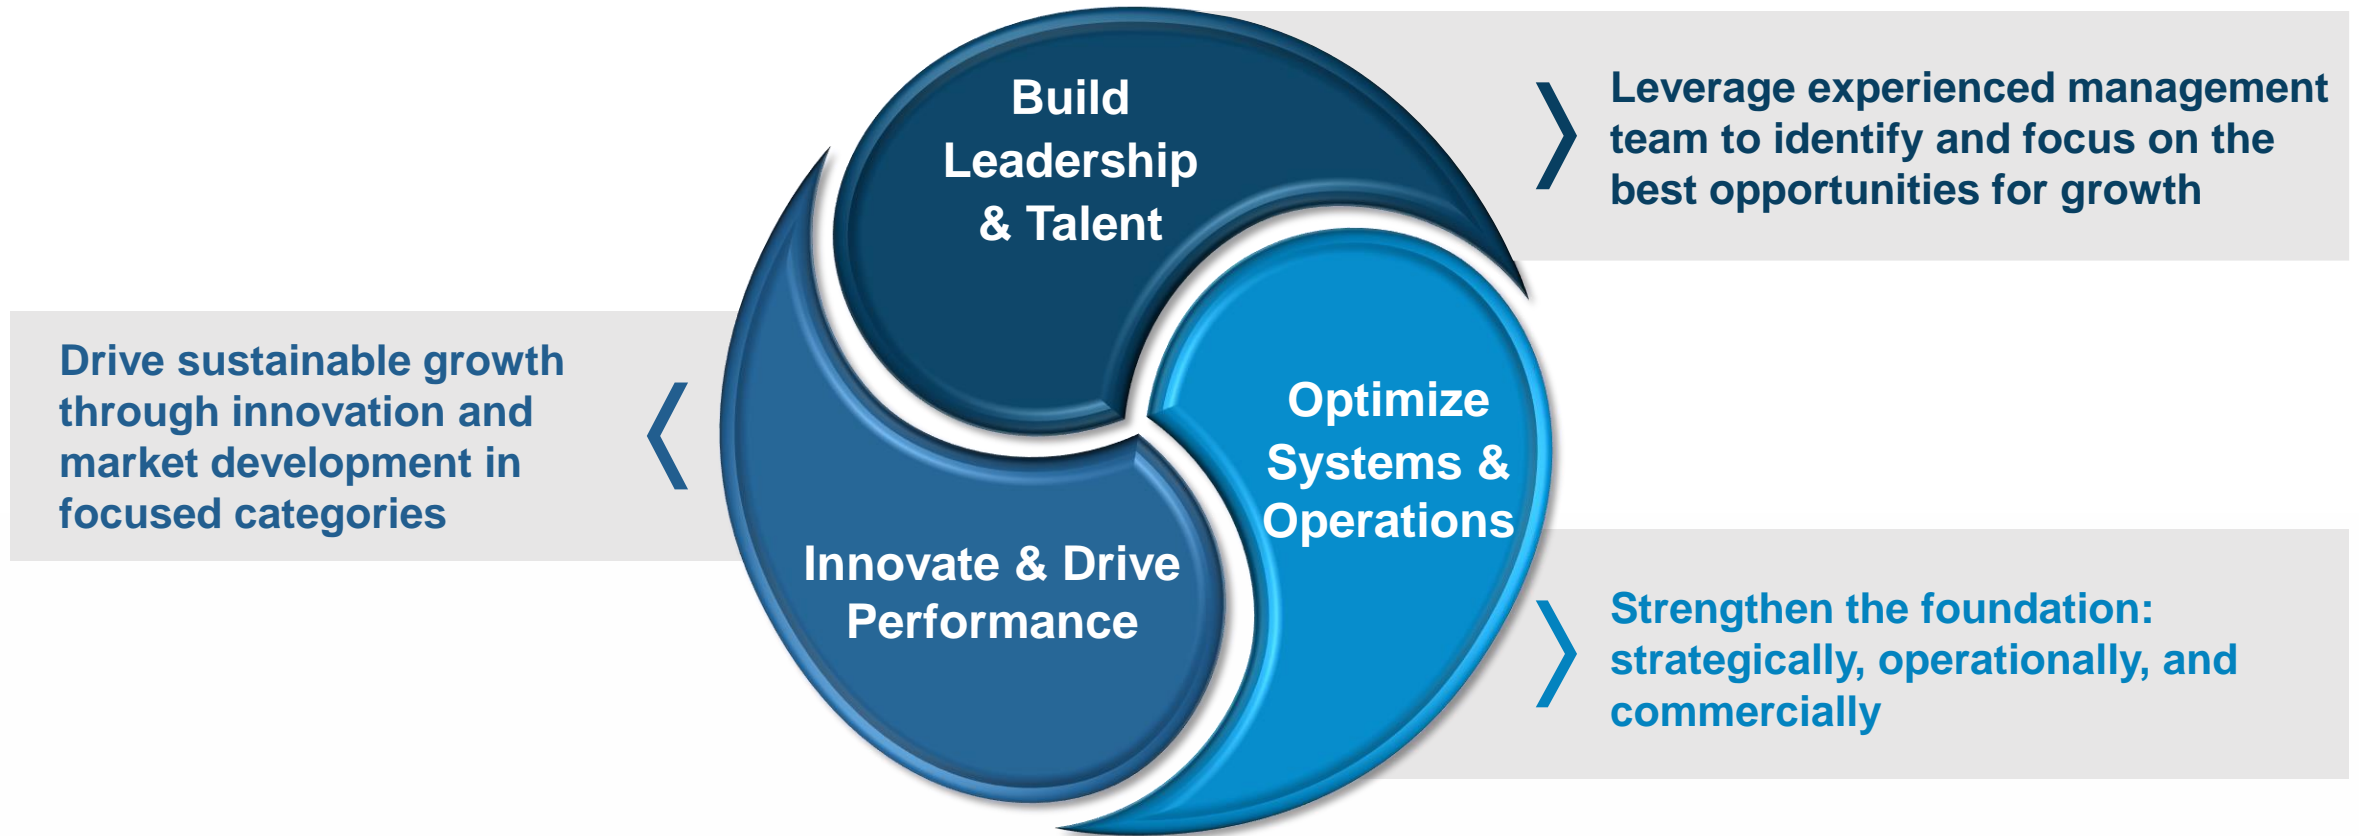 Build
Leadership
& Talent
Leverage experienced management
team to identify and focus on the
best opportunities for growth
Drive sustainable growth
through innovation and
market development in
focused categories
Optimize
Systems &
Operations
Innovate & Drive
Performance
Strengthen the foundation:
strategically, operationally, and
commercially